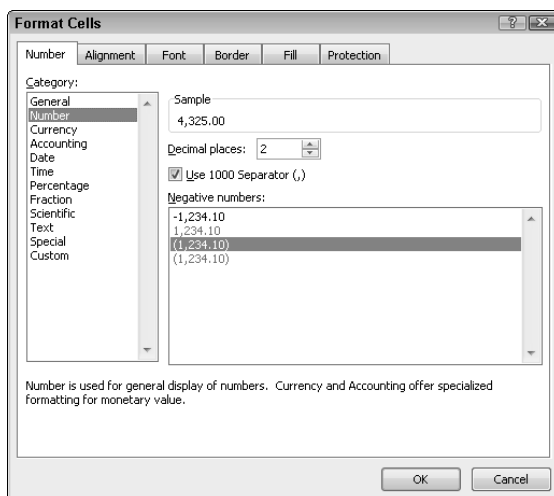 Format Cells
Number Alignment Font Border Fill Protection
Category:
General
Number
Currency
Accounting
Date
Time
Percentage
Fraction
Scientific
Text
Special
Custom
Sample
4,325.00
Decimal places: 2
Use 1000 Separator (,)
Negative numbers:
-1,234.10
1,234.10
(1,234.10)
(1,234.10)
Number is used for general display of numbers. Currency and Accounting offer specialized
formatting for monetary value.
OK Cancel